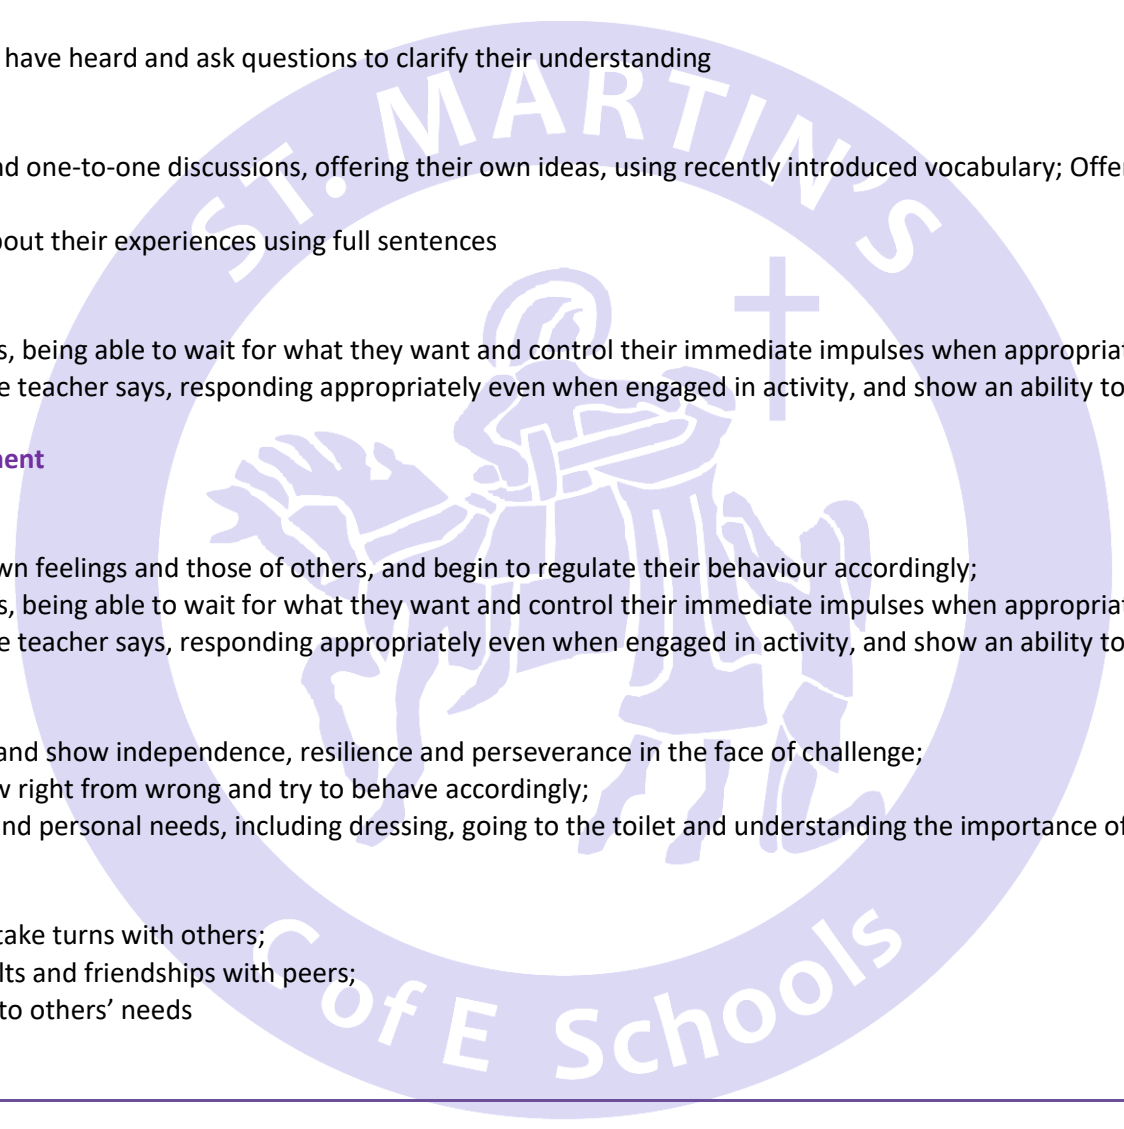 have heard and ask questions to clarify their understanding
nd one-to-one discussions, offering their own ideas, using recently introduced vocabulary; Offer
out their experiences using full sentences
s, being able to wait for what they want and control their immediate impulses when appropriat
e teacher says, responding appropriately even when engaged in activity, and show an ability to
ment
wn feelings and those of others, and begin to regulate their behaviour accordingly;
s, being able to wait for what they want and control their immediate impulses when appropriat
e teacher says, responding appropriately even when engaged in activity, and show an ability to
and show independence, resilience and perseverance in the face of challenge;
w right from wrong and try to behave accordingly;
nd personal needs, including dressing, going to the toilet and understanding the importance of
take turns with others;
lts and friendships with peers;
to others’ needs
ST. MARTIN'S
C of E Schools